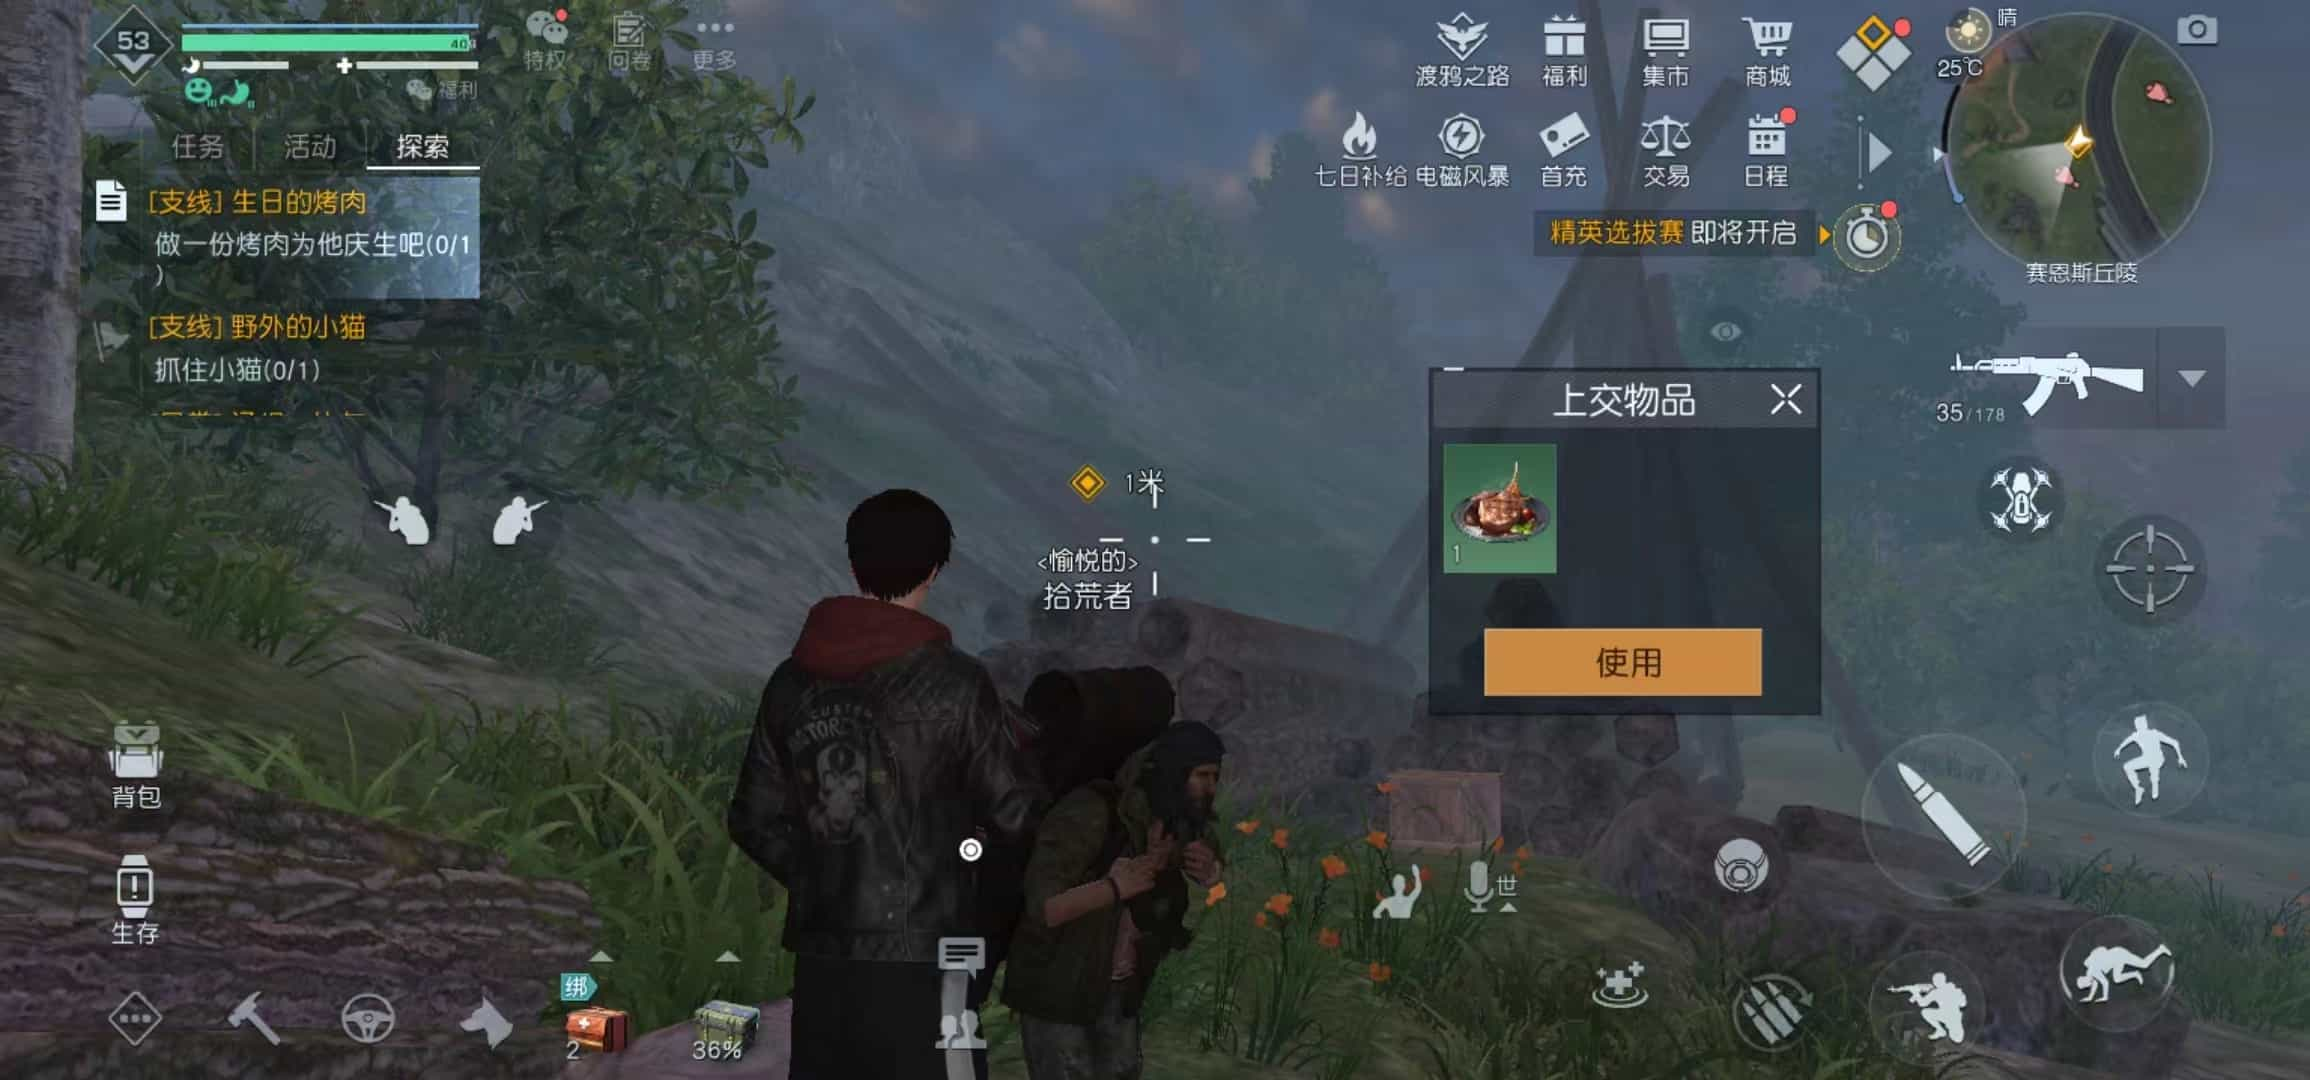 53
特权
问卷
更多
福利
任务
活动
探索
[支线] 生日的烤肉
做一份烤肉为他庆生吧(0/1
)
[支线] 野外的小猫
抓住小猫(0/1)
渡鸦之路
福利
集市
商城
七日补给
电磁风暴
首充
交易
日程
精英选拔赛 即将开启
晴
25℃
赛恩斯丘陵
35/178
1米
<愉悦的>
拾荒者
上交物品
1
使用
CUSTOM
背包
生存
世
绑
2
36%